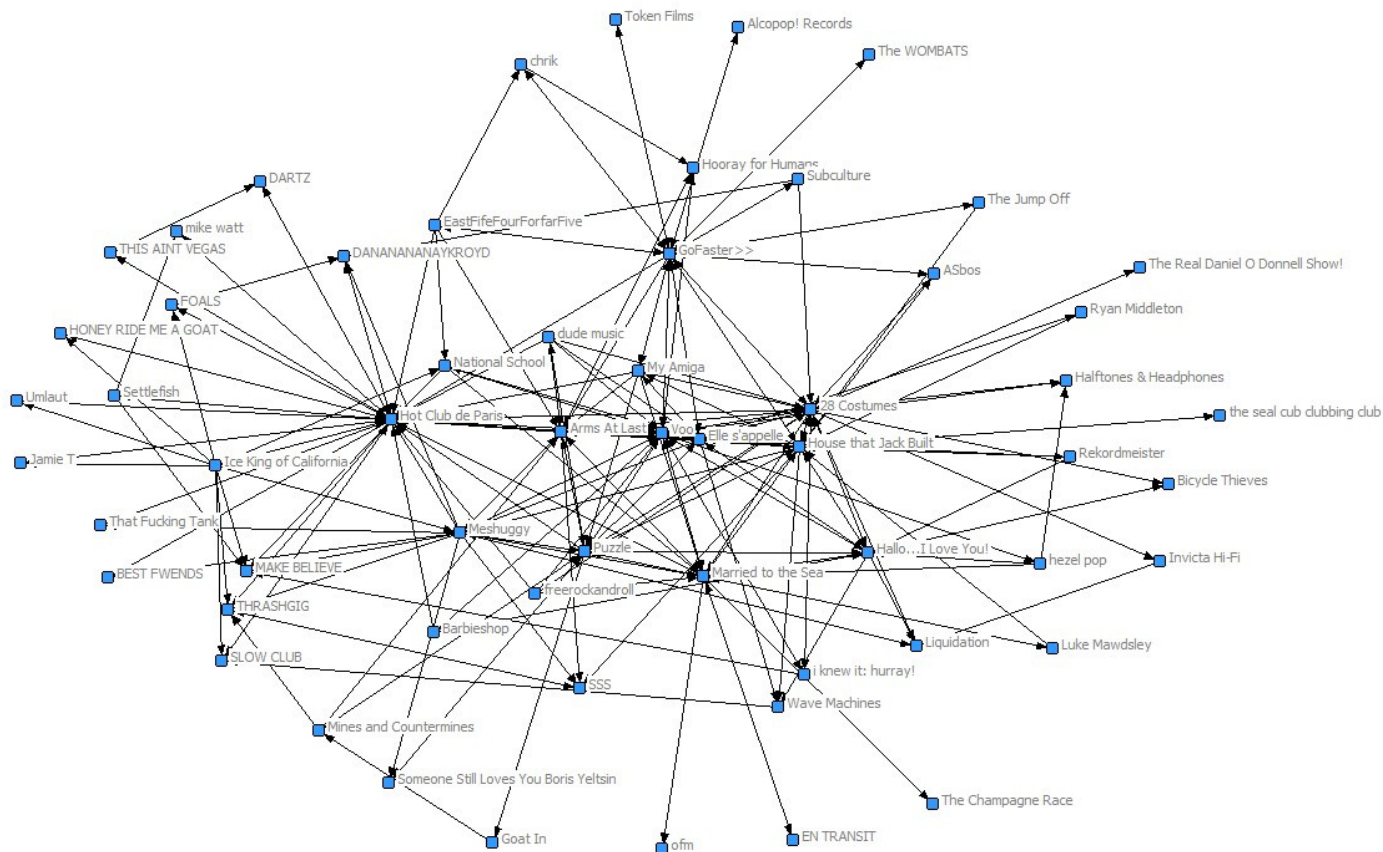 Token Films
Alcopop! Records
The WOMBATS
chrik
Hooray for Humans
Subculture
DARTZ
The Jump Off
EastFifeFourForfarFive
mike watt
THIS AINT VEGAS
DANANANANAYKROYD
GoFaster>>
ASbos
The Real Daniel O Donnell Show!
FOALS
Ryan Middleton
HONEY RIDE ME A GOAT
dude music
National School
My Amiga
Halftones & Headphones
Umlaut
Settlefish
Hot Club de Paris
28 Costumes
the seal cub clubbing club
Arms At Last
Voo
Elle s'appelle
House that Jack Built
Rekordmeister
Jamie T
Ice King of California
Bicycle Thieves
That Fucking Tank
Meshuggy
Puzzle
Hallo...I Love You!
hezel pop
Invicta Hi-Fi
BEST FWENDS
MAKE BELIEVE
Married to the Sea
freerockandroll
THRASHGIG
Barbieshop
Liquidation
Luke Mawdsley
SLOW CLUB
i knew it: hurray!
SSS
Wave Machines
Mines and Countermines
Someone Still Loves You Boris Yeltsin
The Champagne Race
Goat In
ofm
EN TRANSIT